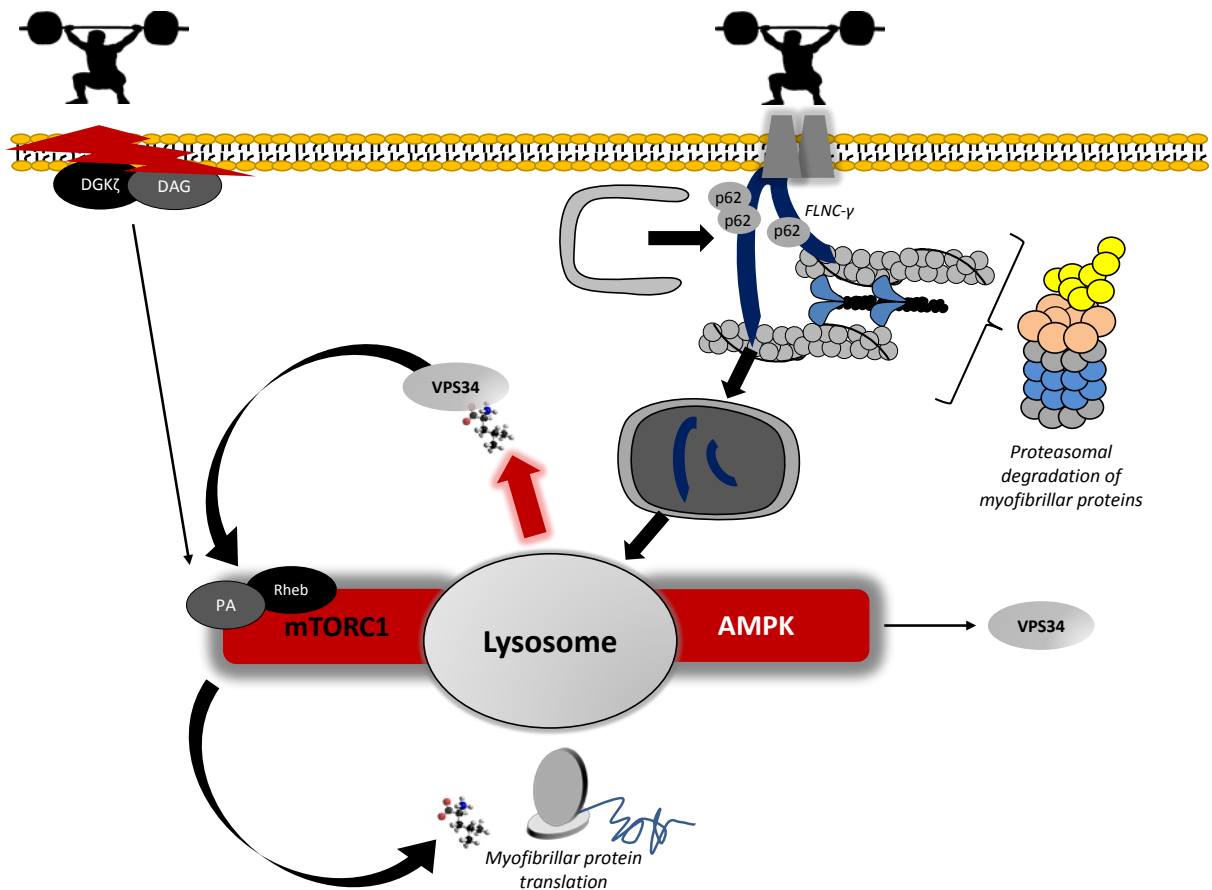 DGKζ
DAG
p62
p62
p62
FLNC-γ
VPS34
Proteasomal
degradation of
myofibrillar proteins
PA
Rheb
mTORC1
Lysosome
AMPK
VPS34
Myofibrillar protein
translation